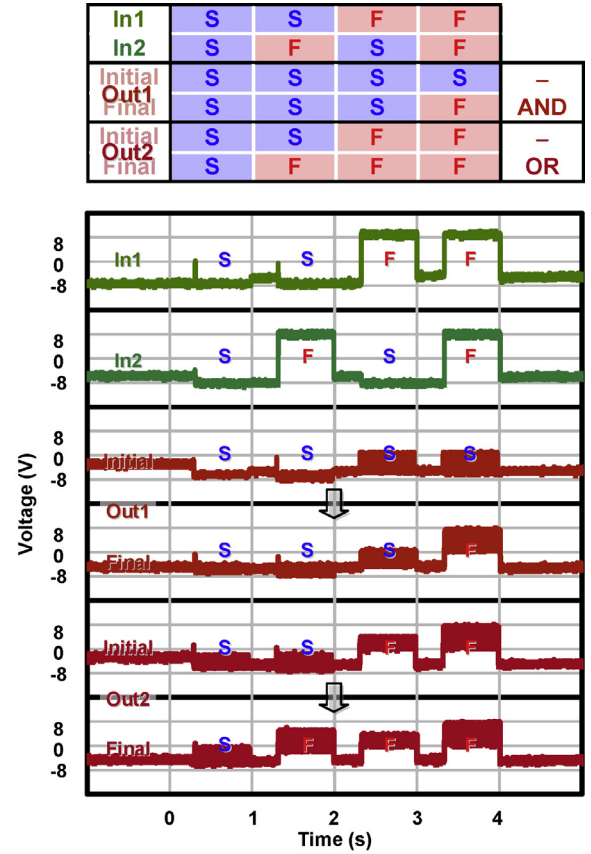 In1 S S F F
In2 S F S F
Initial S S S S –
Out1
Final S S S F AND
Initial S S F F –
Out2
Final S F F F OR
Voltage (V)
8
0
-8
In1 S S F F
8
0
-8
In2 S F S F
8
0
-8
Initial S S S S
Out1
8
0
-8
Final S S S F
8
0
-8
Initial S S F F
Out2
8
0
-8
Final S F F F
0 1 2 3 4
Time (s)